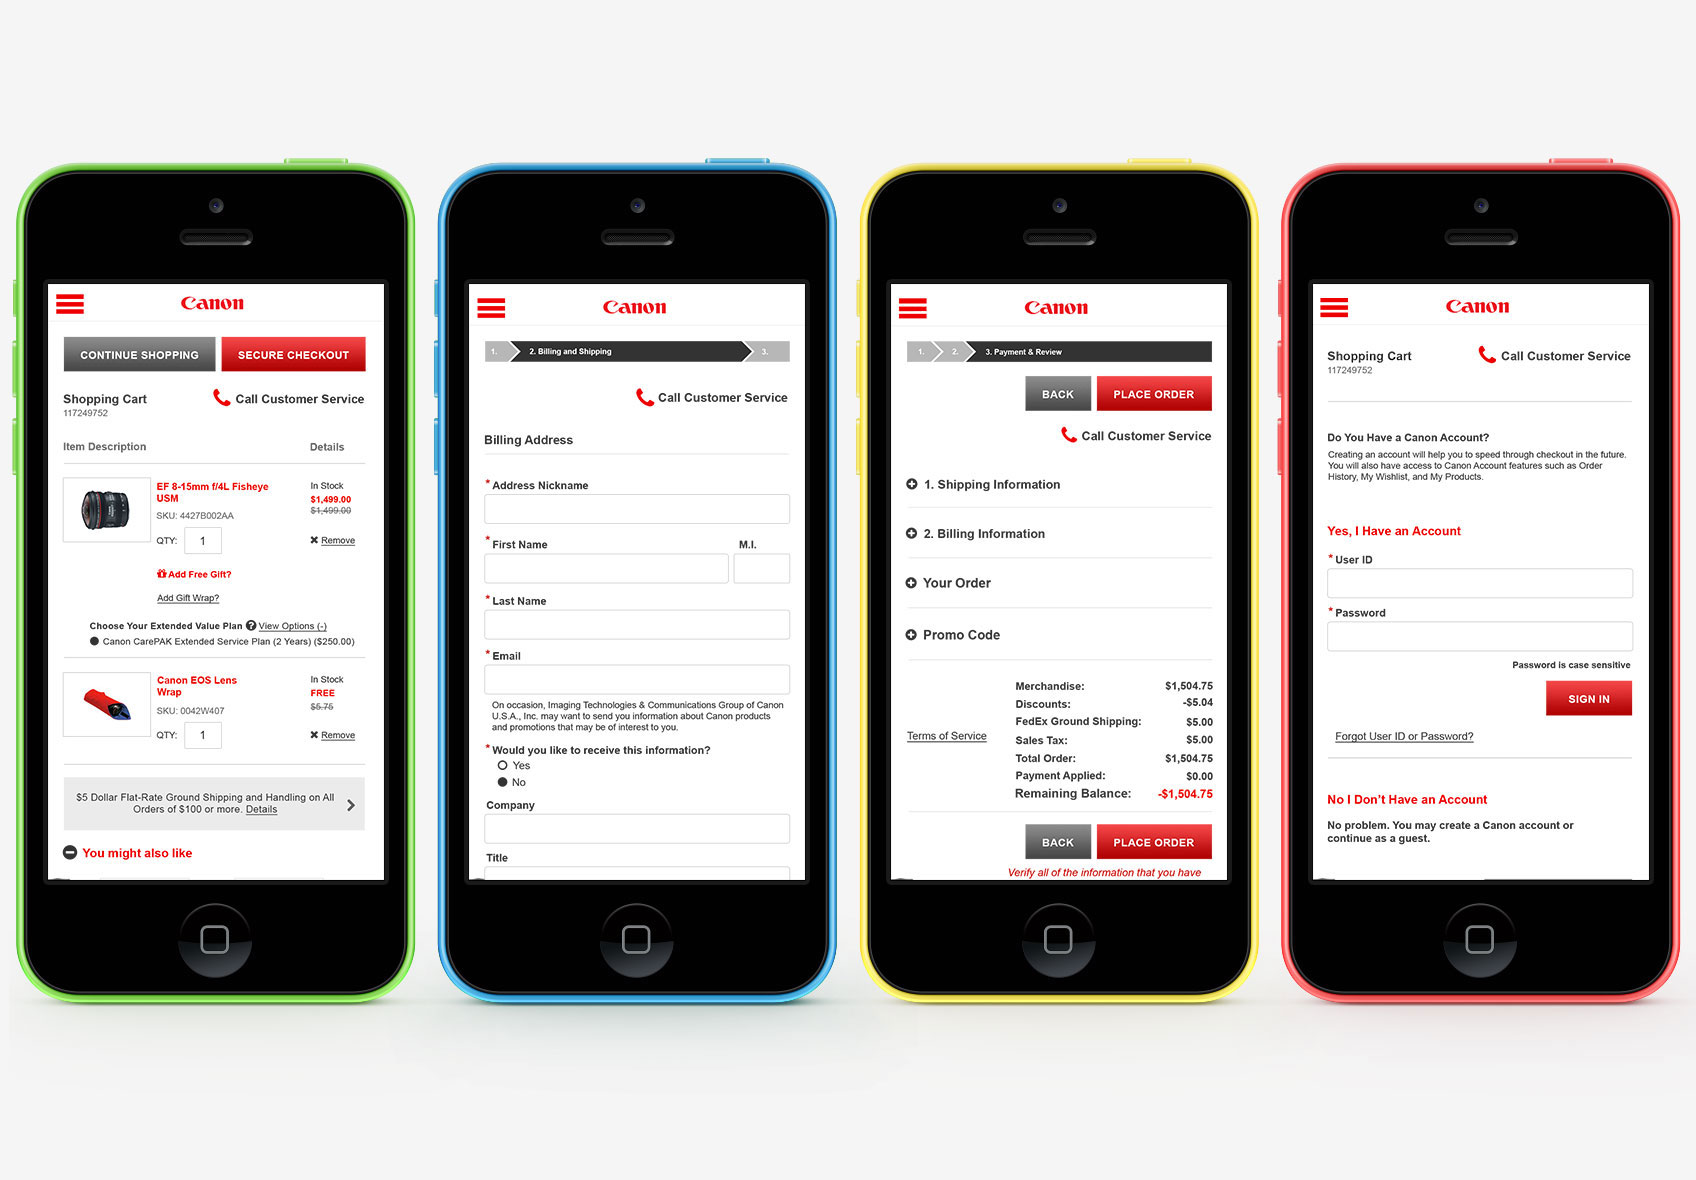 Canon
CONTINUE SHOPPING
SECURE CHECKOUT
Shopping Cart
117249752
Call Customer Service
Item Description
Details
EF 8-15mm f/4L Fisheye
USM
SKU: 4427B002AA
QTY: 1
In Stock
$1,499.00
$1,499.00
Remove
Add Free Gift?
Add Gift Wrap?
Choose Your Extended Value Plan ? View Options (-)
Canon CarePAK Extended Service Plan (2 Years) ($250.00)
Canon EOS Lens
Wrap
SKU: 0042W407
QTY: 1
In Stock
FREE
$5.75
Remove
$5 Dollar Flat-Rate Ground Shipping and Handling on All
Orders of $100 or more. Details
You might also like
Canon
1.
2. Billing and Shipping
3.
Call Customer Service
Billing Address
* Address Nickname
* First Name
M.I.
* Last Name
* Email
On occasion, Imaging Technologies & Communications Group of Canon
U.S.A., Inc. may want to send you information about Canon products
and promotions that may be of interest to you.
* Would you like to receive this information?
Yes
No
Company
Title
Canon
1.
2.
3. Payment & Review
BACK
PLACE ORDER
Call Customer Service
1. Shipping Information
2. Billing Information
Your Order
Promo Code
Merchandise: $1,504.75
Discounts: -$5.04
FedEx Ground Shipping: $5.00
Terms of Service
Sales Tax: $5.00
Total Order: $1,504.75
Payment Applied: $0.00
Remaining Balance: -$1,504.75
BACK
PLACE ORDER
Verify all of the information that you have
Canon
Shopping Cart
117249752
Call Customer Service
Do You Have a Canon Account?
Creating an account will help you to speed through checkout in the future.
You will also have access to Canon Account features such as Order
History, My Wishlist, and My Products.
Yes, I Have an Account
* User ID
* Password
Password is case sensitive
SIGN IN
Forgot User ID or Password?
No I Don't Have an Account
No problem. You may create a Canon account or
continue as a guest.